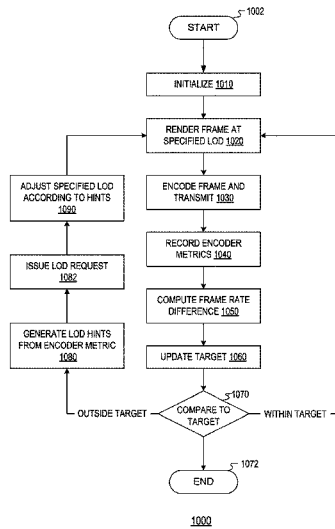 1002
START
INITIALIZE 1010
RENDER FRAME AT
SPECIFIED LOD
1020
ADJUST SPECIFIED LOD
ACCORDING TO HINTS
1090
ENCODE FRAME AND
TRANSMIT 1030
ISSUE LOD REQUEST
1082
RECORD ENCODER
METRICS 1040
GENERATE LOD HINTS
FROM ENCODER METRIC
1080
COMPUTE FRAME RATE
DIFFERENCE 1050
UPDATE TARGET 1060
1070
OUTSIDE TARGET
COMPARE TO
TARGET
WITHIN TARGET
1072
END
1000